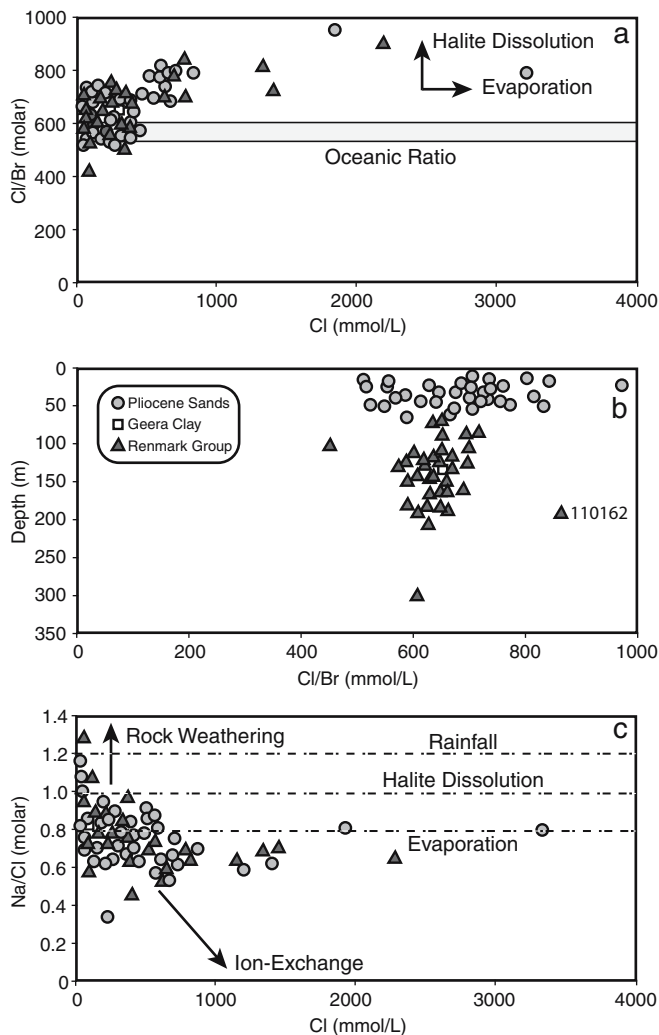 1000
800
600
400
200
0
Cl/Br (molar)
a
Halite Dissolution
Evaporation
Oceanic Ratio
0 1000 2000 3000 4000
Cl (mmol/L)
0
50
100
150
200
250
300
350
Depth (m)
b
Pliocene Sands
Geera Clay
Renmark Group
110162
0 200 400 600 800 1000
Cl/Br (mmol/L)
1.4
1.2
1.0
0.8
0.6
0.4
0.2
0
Na/Cl (molar)
c
Rock Weathering
Rainfall
Halite Dissolution
Evaporation
Ion-Exchange
0 1000 2000 3000 4000
Cl (mmol/L)